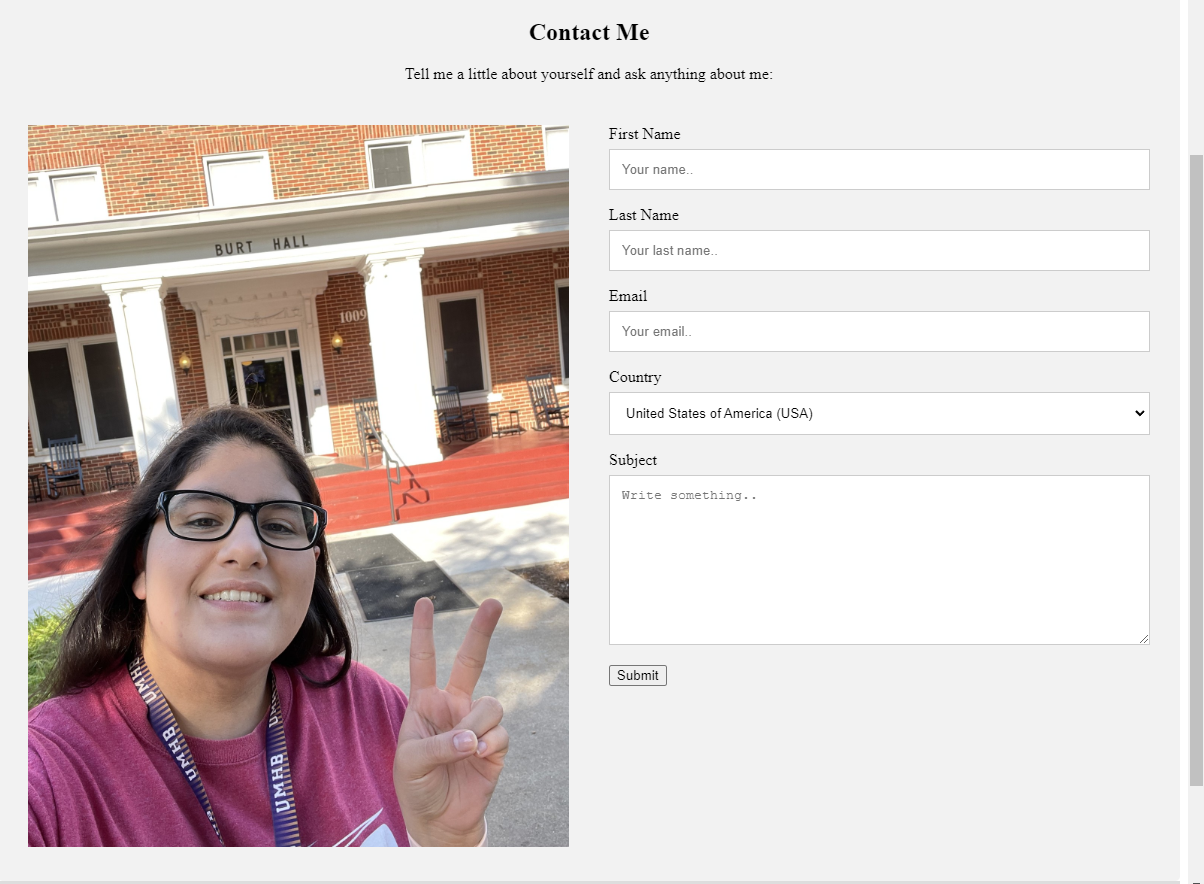 Contact Me
Tell me a little about yourself and ask anything about me:
BURT HALL
1009
UMHB
UMHB
UMHB
UMHB
First Name
Your name..
Last Name
Your last name..
Email
Your email..
Country
United States of America (USA)
Subject
Write something..
Submit